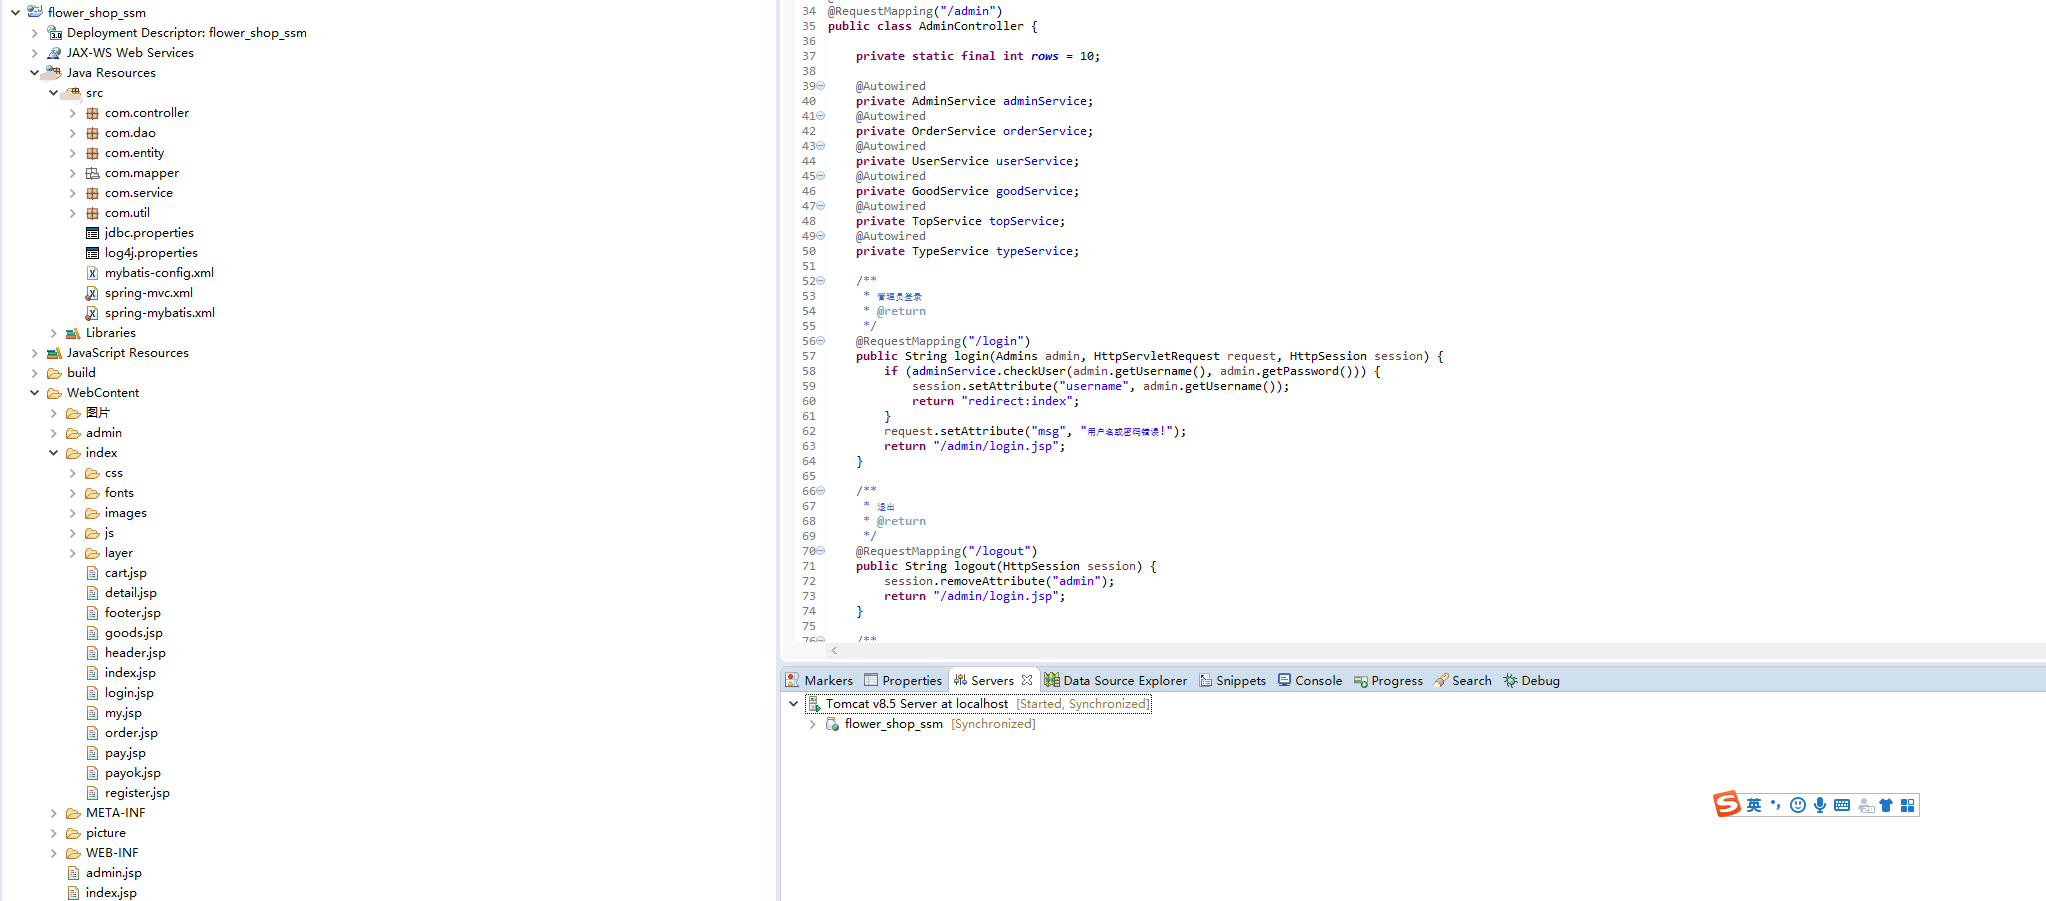 flower_shop_ssm
Deployment Descriptor: flower_shop_ssm
JAX-WS Web Services
Java Resources
src
com.controller
com.dao
com.entity
com.mapper
com.service
com.util
jdbc.properties
log4j.properties
mybatis-config.xml
spring-mvc.xml
spring-mybatis.xml
Libraries
JavaScript Resources
build
WebContent
图片
admin
index
css
fonts
images
js
layer
cart.jsp
detail.jsp
footer.jsp
goods.jsp
header.jsp
index.jsp
login.jsp
my.jsp
order.jsp
pay.jsp
payok.jsp
register.jsp
META-INF
picture
WEB-INF
admin.jsp
index.jsp
34 @RequestMapping("/admin")
35 public class AdminController {
36
37 private static final int rows = 10;
38
39 @Autowired
40 private AdminService adminService;
41 @Autowired
42 private OrderService orderService;
43 @Autowired
44 private UserService userService;
45 @Autowired
46 private GoodService goodService;
47 @Autowired
48 private TopService topService;
49 @Autowired
50 private TypeService typeService;
51
52 /**
53 * 管理员登录
54 * @return
55 */
56 @RequestMapping("/login")
57 public String login(Admins admin, HttpServletRequest request, HttpSession session) {
58 if (adminService.checkUser(admin.getUsername(), admin.getPassword())) {
59 session.setAttribute("username", admin.getUsername());
60 return "redirect:index";
61 }
62 request.setAttribute("msg", "用户名或密码错误!");
63 return "/admin/login.jsp";
64 }
65
66 /**
67 * 退出
68 * @return
69 */
70 @RequestMapping("/logout")
71 public String logout(HttpSession session) {
72 session.removeAttribute("admin");
73 return "/admin/login.jsp";
74 }
75
76 /**
Markers Properties Servers Data Source Explorer Snippets Console Progress Search Debug
Tomcat v8.5 Server at localhost [Started, Synchronized]
flower_shop_ssm [Synchronized]
S 英